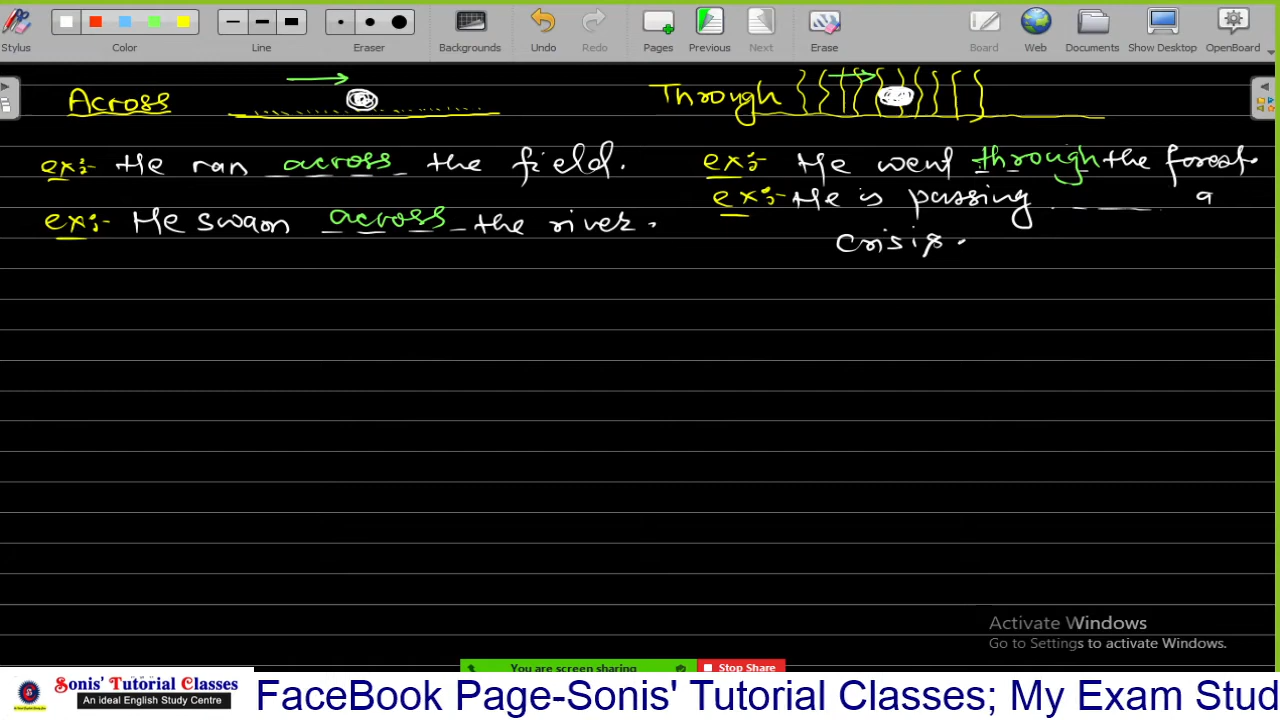 Stylus Color Line Eraser Backgrounds Undo Redo Pages Previous Next Erase Board Web Documents Show Desktop OpenBoard
Across
Through
ex:- He ran across the field.
ex:- He swam across the river.
ex:- He went through the forest.
ex:- He is passing ______ a
crisis.
Activate Windows
Go to Settings to activate Windows.
You are screen sharing Stop Share
Sonis' Tutorial Classes
An ideal English Study Centre
FaceBook Page-Sonis' Tutorial Classes; My Exam Stud